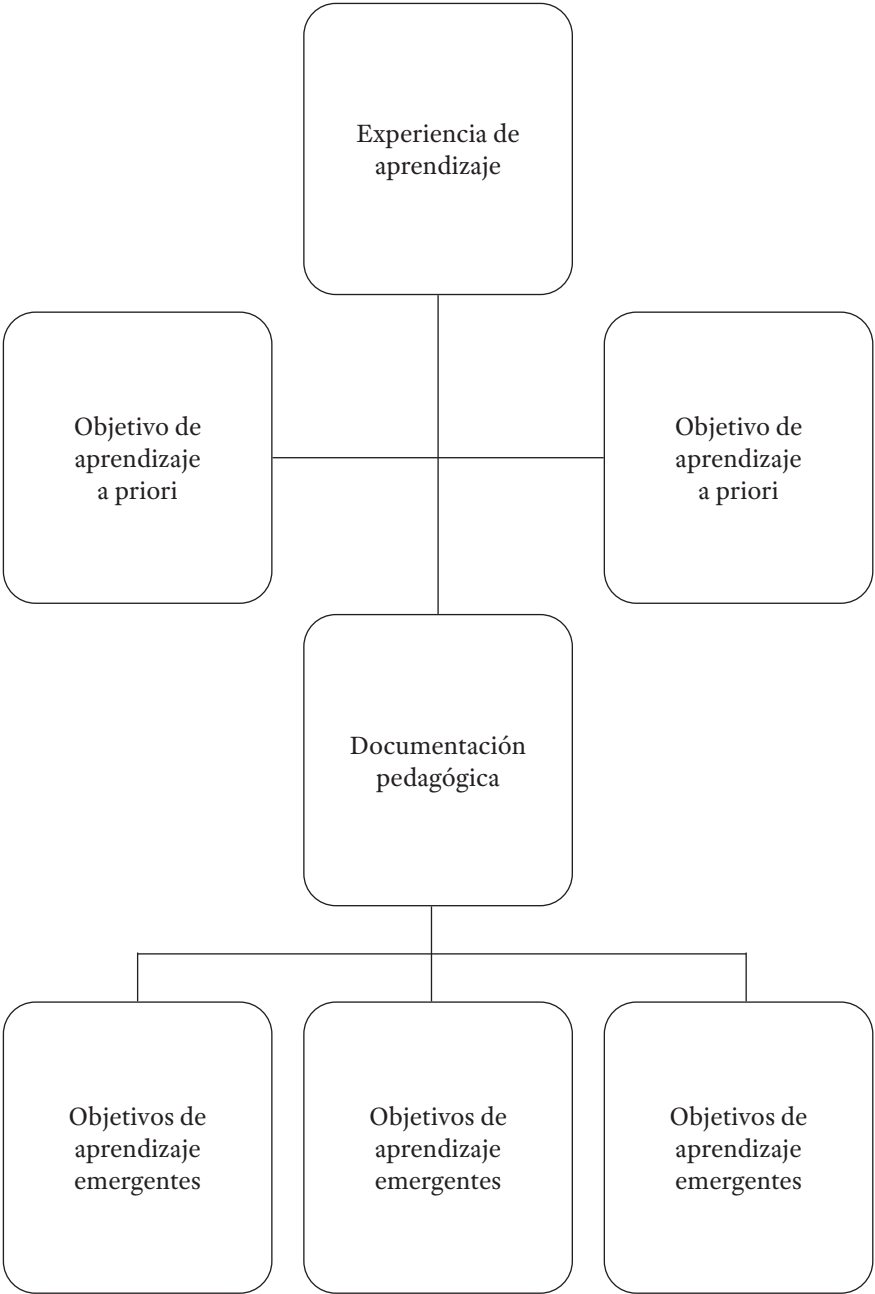 Experiencia de
aprendizaje
Objetivo de
aprendizaje
a priori
Objetivo de
aprendizaje
a priori
Documentación
pedagógica
Objetivos de
aprendizaje
emergentes
Objetivos de
aprendizaje
emergentes
Objetivos de
aprendizaje
emergentes